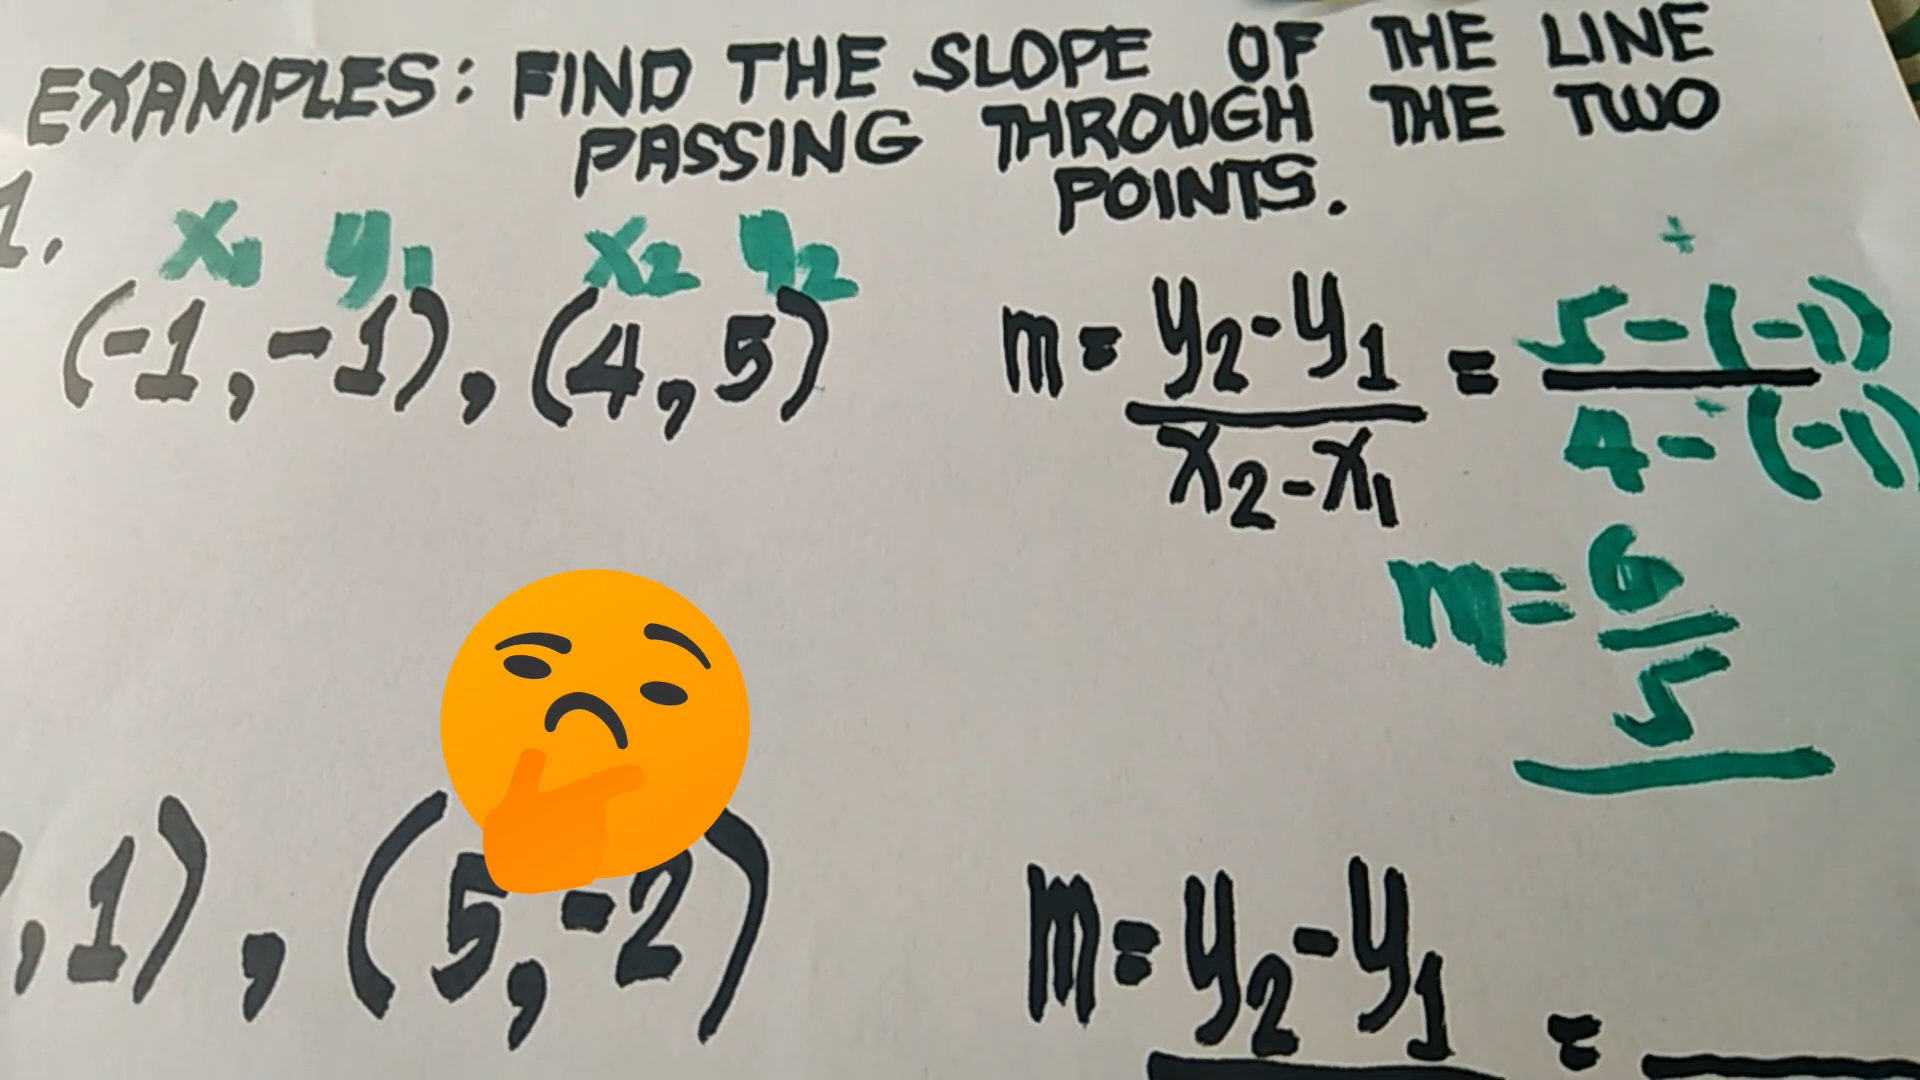 EXAMPLES: FIND THE SLOPE OF THE LINE
PASSING THROUGH THE TWO
POINTS.
1.
x1 y1 x2 y2
(-1,-1), (4,5)
m= y2-y1 = 5-(-1)
x2-x1 4-(-1)
+
+
m= 6
5
,1), (5,-2)
m= y2-y1 =